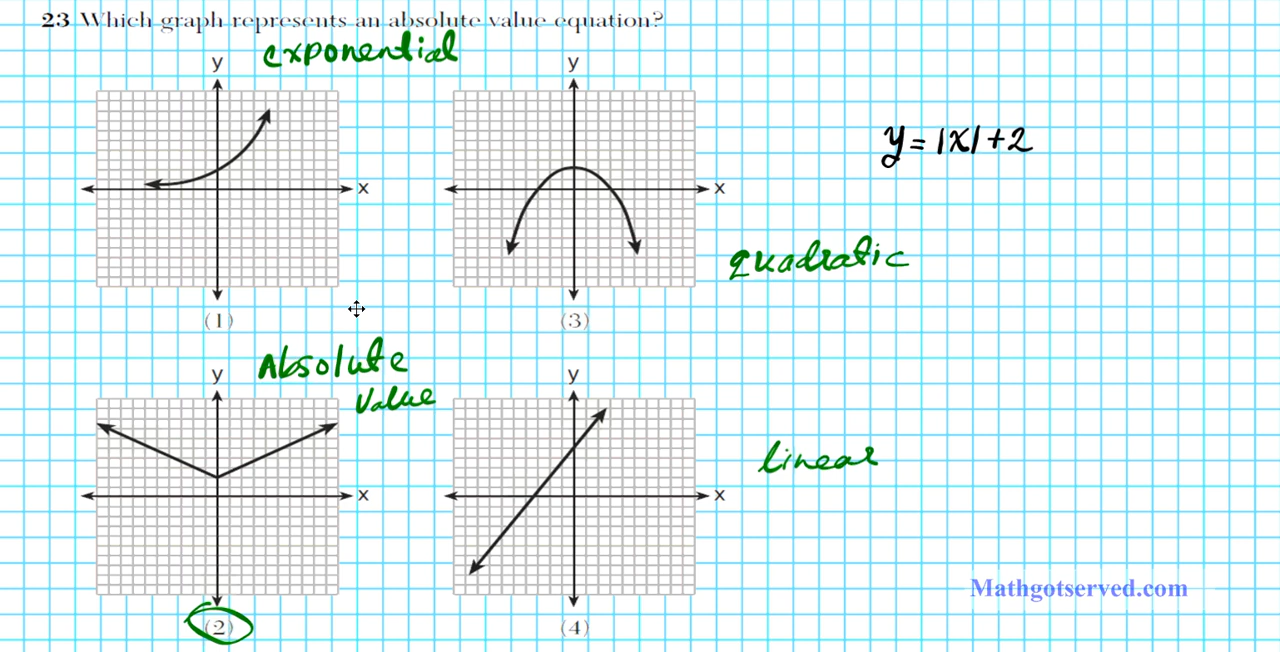 23 Which graph represents an absolute value equation?
exponential
y
x
(1)
y
x
(3)
y = |x| + 2
quadratic
Absolute
Value
y
x
(2)
y
x
(4)
linear
Mathgotserved.com